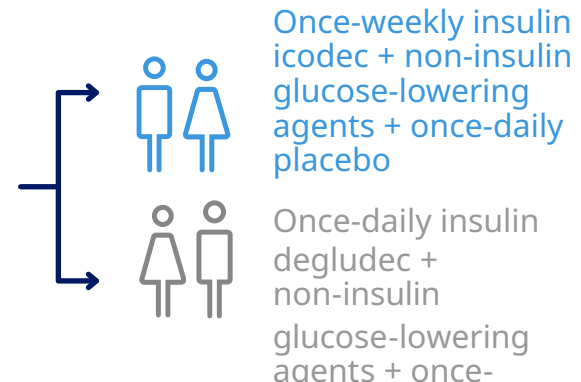 Once-weekly insulin
icodec + non-insulin
glucose-lowering
agents + once-daily
placebo
Once-daily insulin
degludec +
non-insulin
glucose-lowering
agents + once-